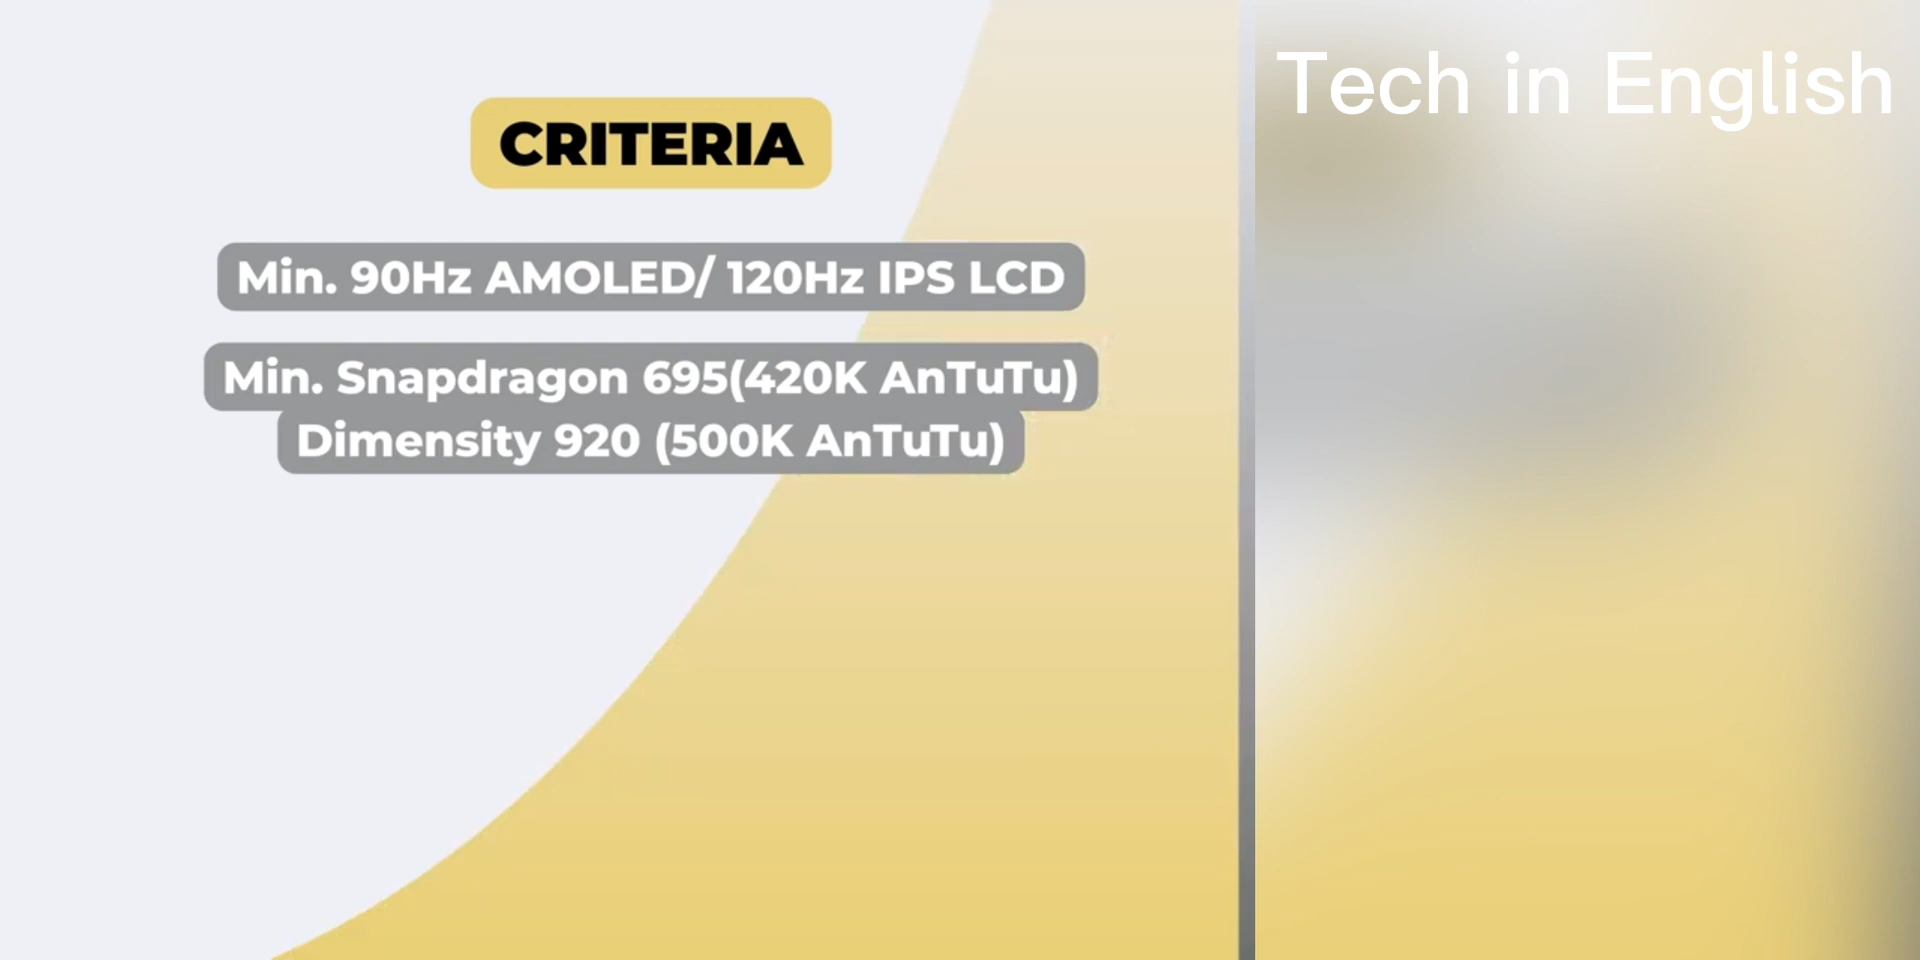 CRITERIA
Min. 90Hz AMOLED/ 120Hz IPS LCD
Min. Snapdragon 695(420K AnTuTu)
Dimensity 920 (500K AnTuTu)
Tech in English